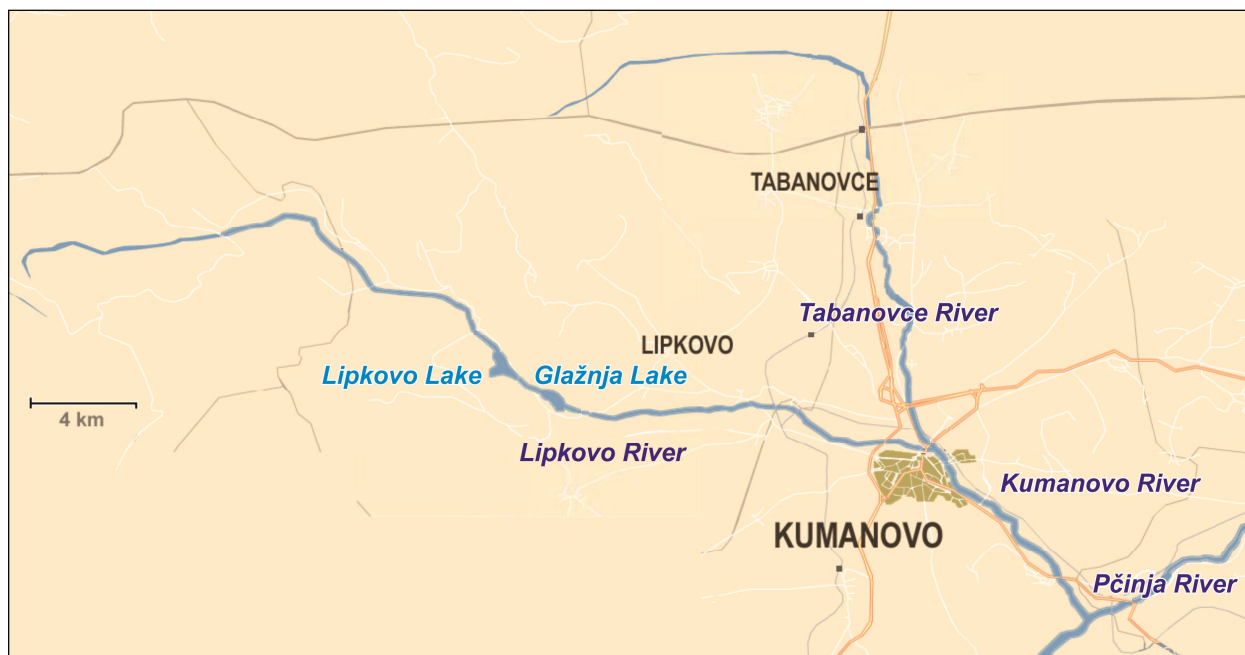 TABANOVCE
Tabanovce River
LIPKOVO
Lipkovo Lake
Glažnja Lake
4 km
Lipkovo River
Kumanovo River
KUMANOVO
Pčinja River